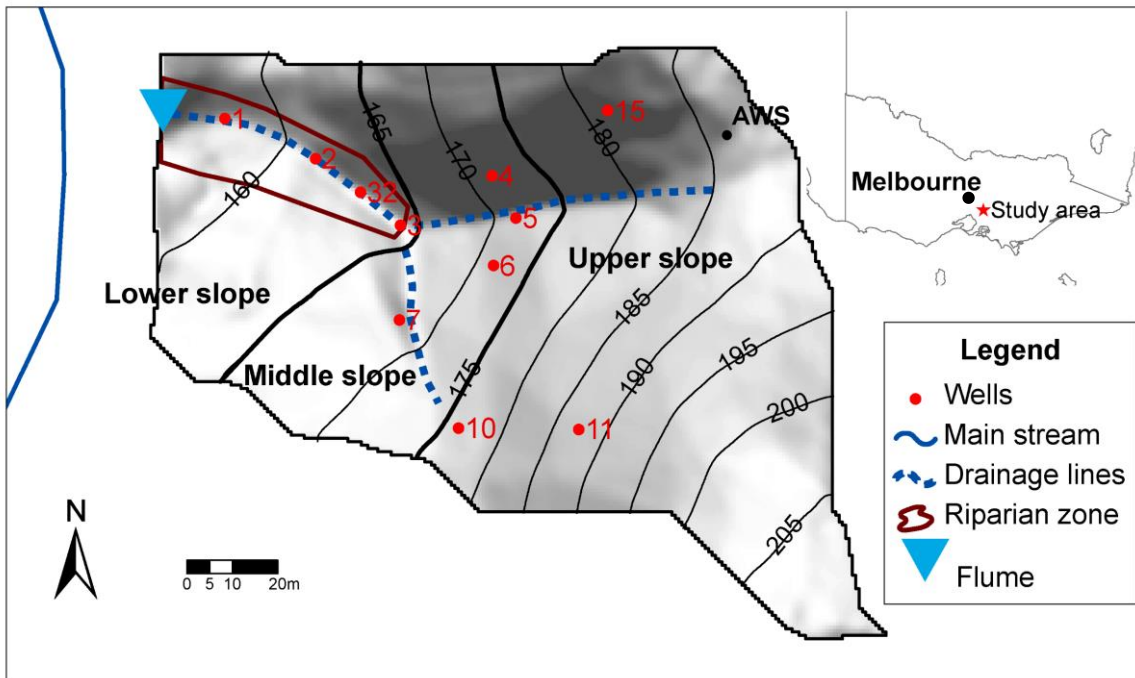 15
AWS
1
165
180
2
170
4
Melbourne
160
32
Study area
5
3
6
Upper slope
Lower slope
185
7
Legend
Middle slope
175
190
195
Wells
200
10
11
Main stream
Drainage lines
N
Riparian zone
205
0 5 10 20m
Flume